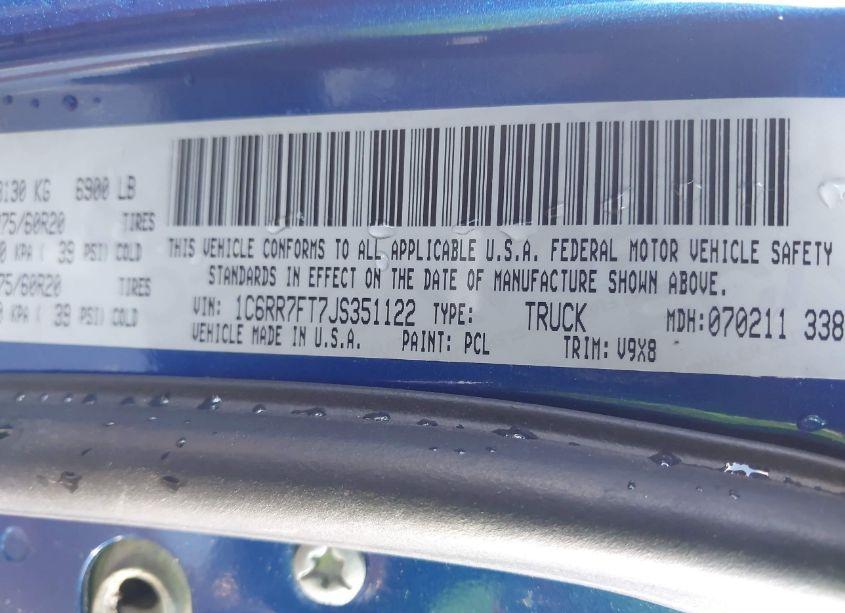 3130 KG 6900 LB
75/60R20 TIRES
0 KPA ( 39 PSI) COLD
75/60R20 TIRES
0 KPA ( 39 PSI) COLD
THIS VEHICLE CONFORMS TO ALL APPLICABLE U.S.A. FEDERAL MOTOR VEHICLE SAFETY
STANDARDS IN EFFECT ON THE DATE OF MANUFACTURE SHOWN ABOVE.
VIN: 1C6RR7FT7JS351122 TYPE: TRUCK MDH:070211 338
VEHICLE MADE IN U.S.A. PAINT: PCL TRIM: V9X8